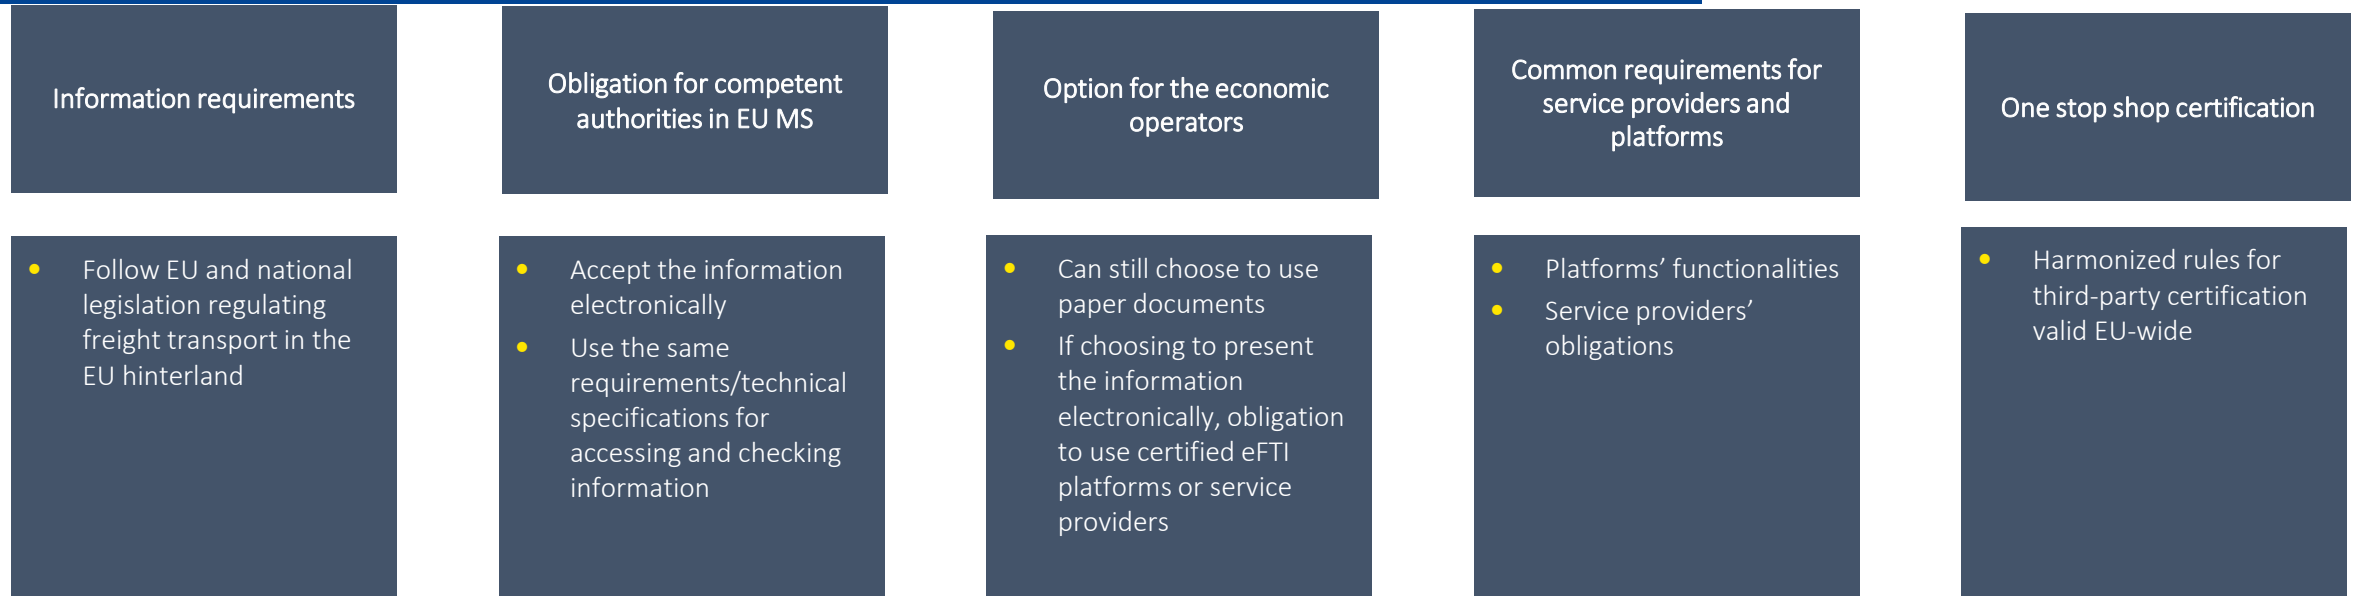 Information requirements
Obligation for competent
authorities in EU MS
Option for the economic
operators
Common requirements for
service providers and
platforms
One stop shop certification
• Follow EU and national
legislation regulating
freight transport in the
EU hinterland
• Accept the information
electronically
• Use the same
requirements/technical
specifications for
accessing and checking
information
• Can still choose to use
paper documents
• If choosing to present
the information
electronically, obligation
to use certified eFTI
platforms or service
providers
• Platforms’ functionalities
• Service providers’
obligations
• Harmonized rules for
third-party certification
valid EU-wide